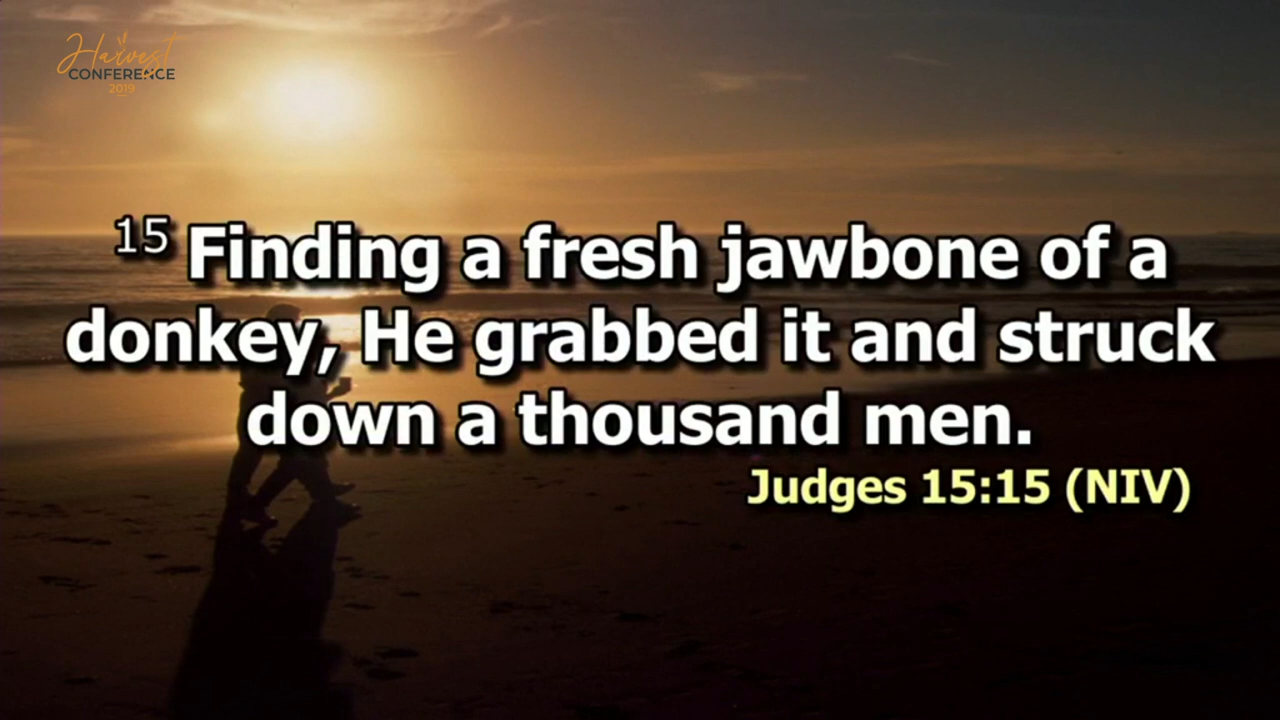 Harvest
CONFERENCE
2019
15 Finding a fresh jawbone of a
donkey, He grabbed it and struck
down a thousand men.
Judges 15:15 (NIV)